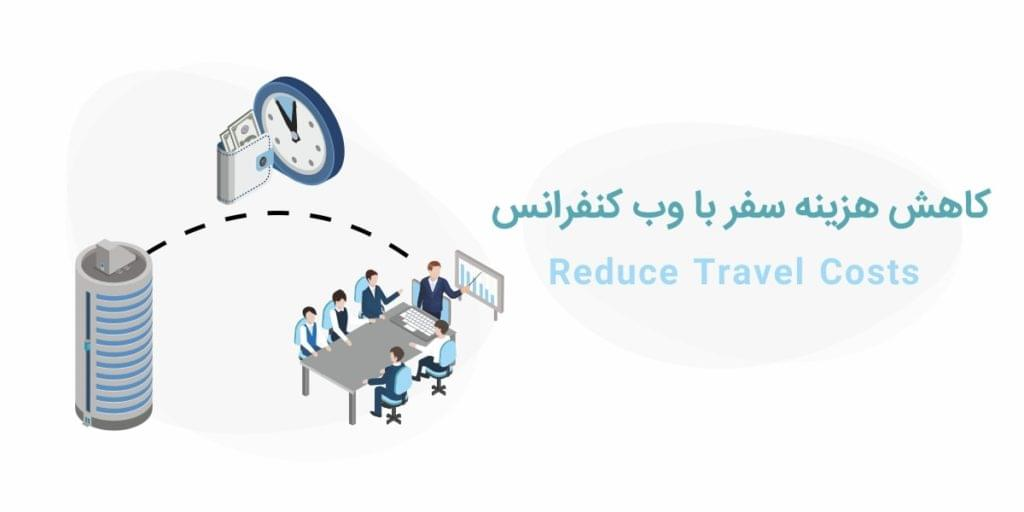 کاهش هزینه سفر با وب کنفرانس
Reduce Travel Costs